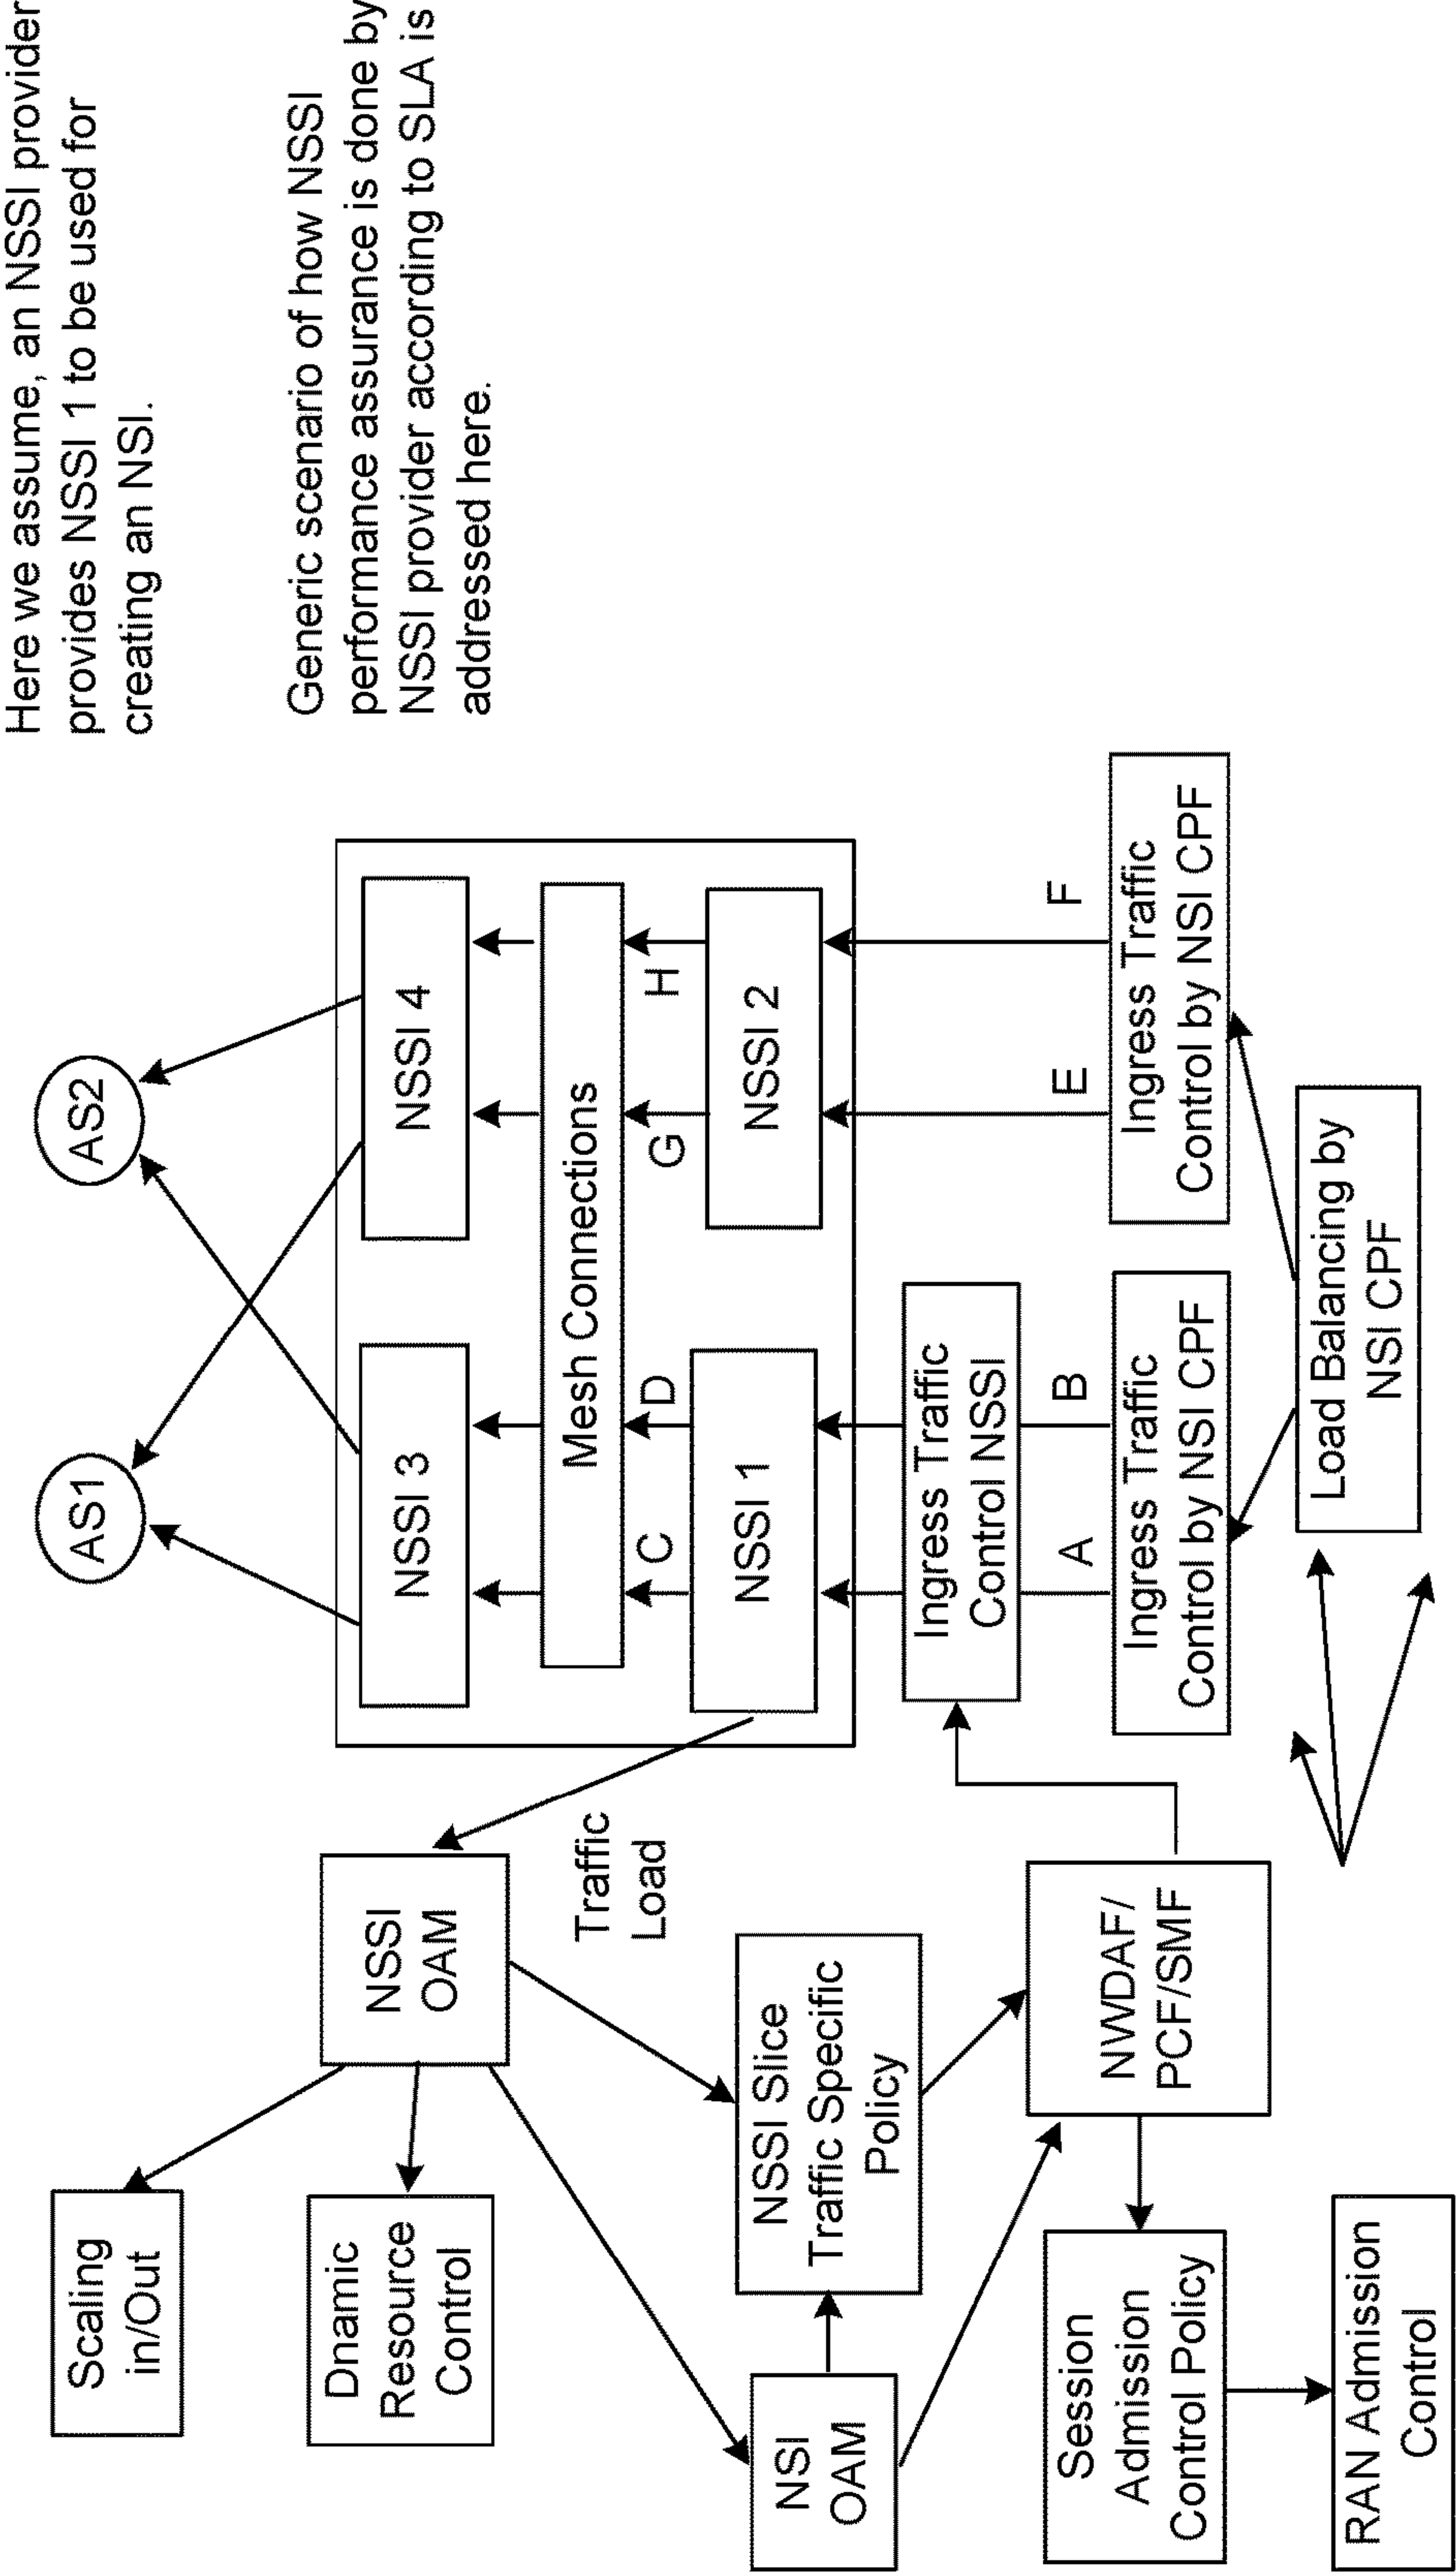 Here we assume, an NSSI provider
provides NSSI 1 to be used for
creating an NSI.
Generic scenario of how NSSI
performance assurance is done by
NSSI provider according to SLA is
addressed here.
AS1
AS2
Scaling
in/Out
Dnamic
Resource
Control
NSSI
OAM
NSSI 3
NSSI 4
Mesh Connections
Traffic
Load
C
D
G
H
NSSI 1
NSSI 2
NSI
OAM
NSSI Slice
Traffic Specific
Policy
Ingress Traffic
Control NSSI
A
B
E
F
NWDAF/
PCF/SMF
Session
Admission
Control Policy
Ingress Traffic
Control by NSI CPF
Ingress Traffic
Control by NSI CPF
RAN Admission
Control
Load Balancing by
NSI CPF